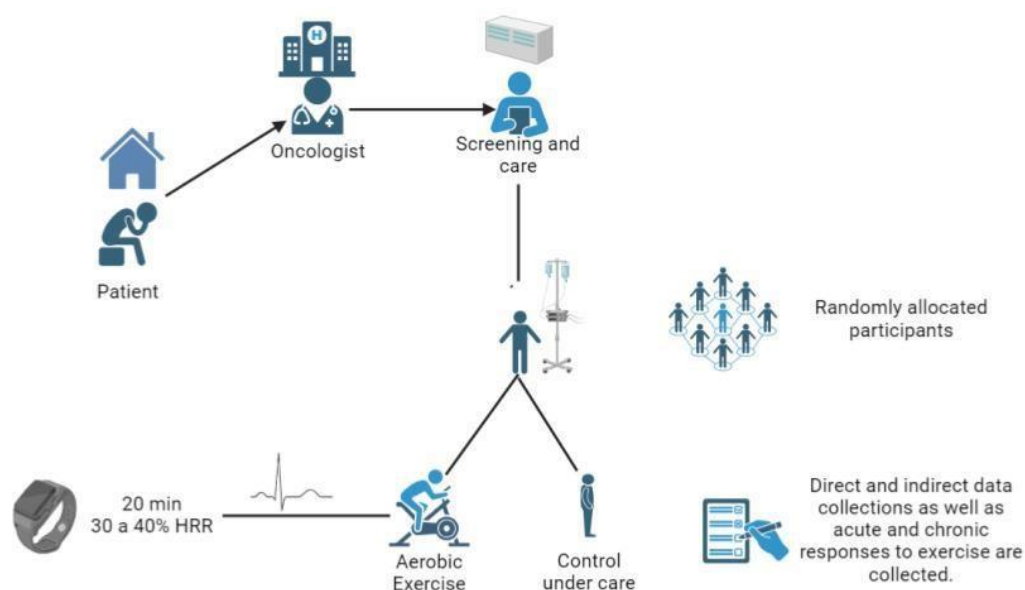 H
Oncologist
Screening and
care
Patient
Randomly allocated
participants
20 min
30 a 40% HRR
Aerobic
Exercise
Control
under care
Direct and indirect data
collections as well as
acute and chronic
responses to exercise are
collected.